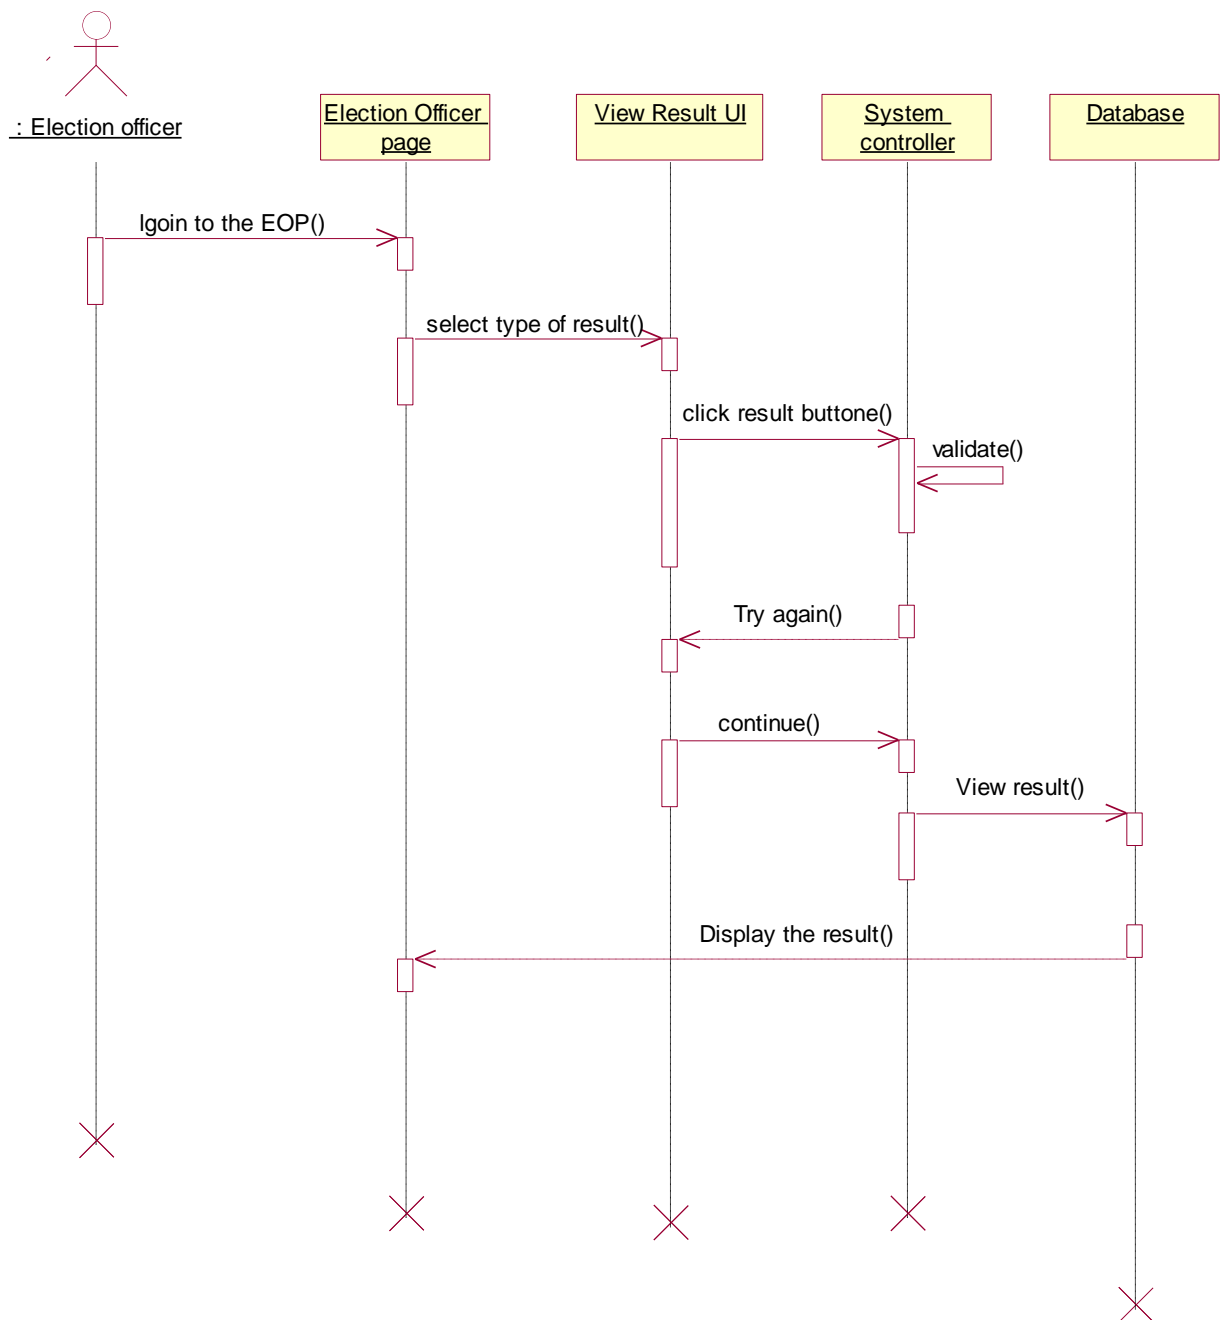 : Election officer
Election Officer
page
View Result UI
System
controller
Database
lgoin to the EOP()
select type of result()
click result buttone()
validate()
Try again()
continue()
View result()
Display the result()